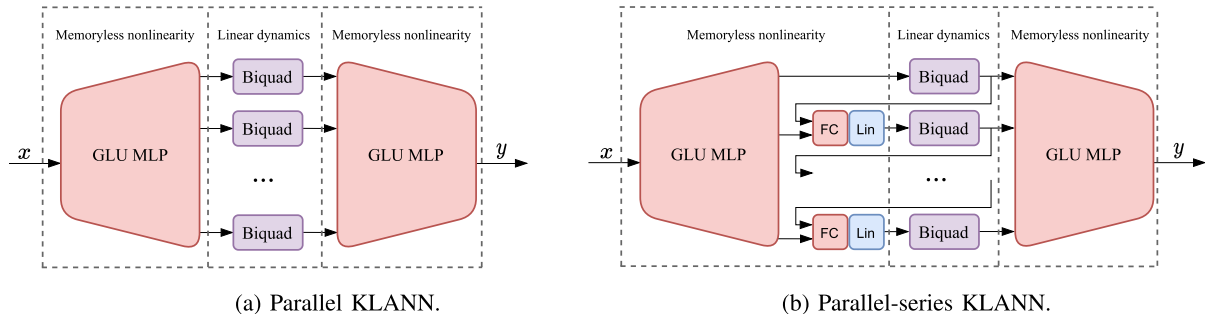 Memoryless nonlinearity Linear dynamics Memoryless nonlinearity
Biquad
Biquad
x GLU MLP GLU MLP y
...
Biquad
(a) Parallel KLANN.
Memoryless nonlinearity Linear dynamics Memoryless nonlinearity
Biquad
FC Lin Biquad
x GLU MLP GLU MLP y
...
FC Lin Biquad
(b) Parallel-series KLANN.